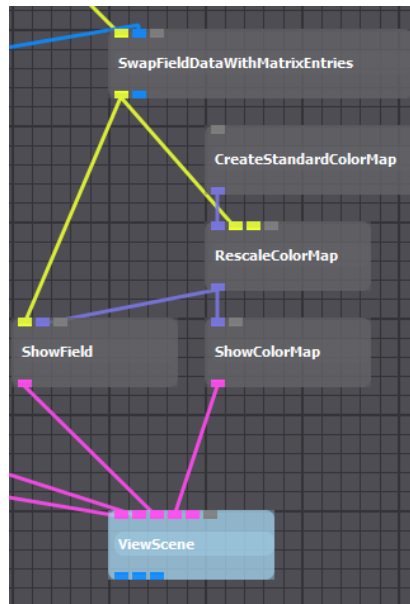 SwapFieldDataWithMatrixEntries
CreateStandardColorMap
RescaleColorMap
ShowField
ShowColorMap
ViewScene